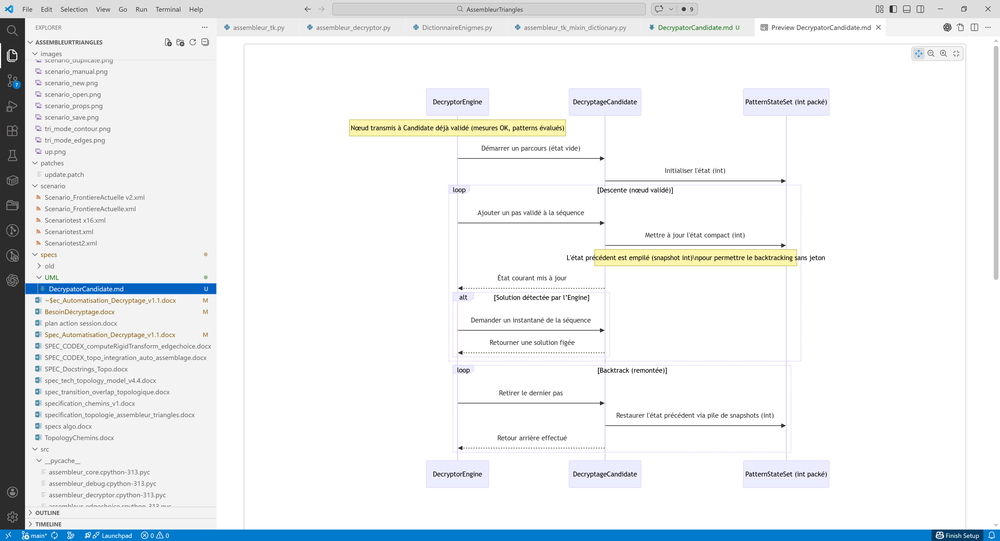 File Edit Selection View Go Run Terminal Help
AssembleurTriangles
9
EXPLORER
ASSEMBLEURTRIANGLES
images
scenario_duplicate.png
scenario_manual.png
scenario_new.png
scenario_open.png
scenario_props.png
scenario_save.png
tri_mode_contour.png
tri_mode_edges.png
up.png
patches
update.patch
scenario
Scenario_FrontiereActuelle v2.xml
Scenario_FrontiereActuelle.xml
Scenariotest x16.xml
Scenariotest.xml
Scenariotest2.xml
specs
old
UML
DecrypatorCandidate.md U
~$ec_Automatisation_Decryptage_v1.1.docx M
BesoinDécryptage.docx M
plan action session.docx
Spec_Automatisation_Decryptage_v1.1.docx M
SPEC_CODEX_computeRigidTransform_edgechoice.docx
SPEC_CODEX_topo_integration_auto_assemblage.docx
SPEC_Docstrings_Topo.docx
spec_tech_topology_model_v4.4.docx
spec_transition_overlap_topologique.docx
specification_chemins_v1.docx
specification_topologie_assembleur_triangles.docx
specs algo.docx
TopologyChemins.docx
src
__pycache__
assembleur_core.cpython-313.pyc
assembleur_debug.cpython-313.pyc
assembleur_decryptor.cpython-313.pyc
assembleur_edgechoice.cpython-313.pyc
OUTLINE
TIMELINE
7
assembleur_tk.py
assembleur_decryptor.py
DictionnaireEnigmes.py
assembleur_tk_mixin_dictionary.py
DecrypatorCandidate.md U
Preview DecrypatorCandidate.md
DecryptorEngine
DecryptageCandidate
PatternStateSet (int packé)
Nœud transmis à Candidate déjà validé (mesures OK, patterns évalués)
Démarrer un parcours (état vide)
Initialiser l'état (int)
loop
[Descente (nœud validé)]
Ajouter un pas validé à la séquence
Mettre à jour l'état compact (int)
L'état précédent est empilé (snapshot int)\npour permettre le backtracking sans jeton
État courant mis à jour
alt
[Solution détectée par l’Engine]
Demander un instantané de la séquence
Retourner une solution figée
loop
[Backtrack (remontée)]
Retirer le dernier pas
Restaurer l'état précédent via pile de snapshots (int)
Retour arrière effectué
DecryptorEngine
DecryptageCandidate
PatternStateSet (int packé)
main* Launchpad 0 0
Finish Setup